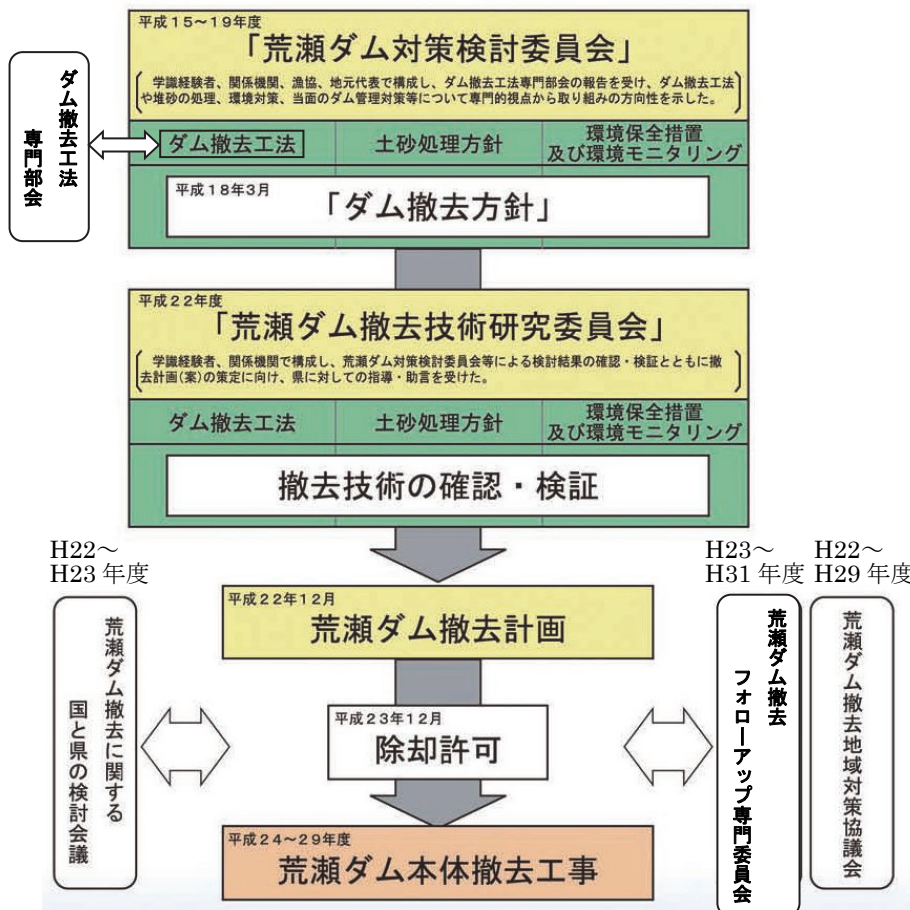 平成15～19年度
「荒瀬ダム対策検討委員会」
学識経験者、関係機関、漁協、地元代表で構成し、ダム撤去工法専門部会の報告を受け、ダム撤去工法
や堆砂の処理、環境対策、当面のダム管理対策等について専門的視点から取り組みの方向性を示した。
ダム撤去工法
専門部会
ダム撤去工法
土砂処理方針
環境保全措置
及び環境モニタリング
平成18年3月
「ダム撤去方針」
平成22年度
「荒瀬ダム撤去技術研究委員会」
学識経験者、関係機関で構成し、荒瀬ダム対策検討委員会等による検討結果の確認・検証とともに撤
去計画(案)の策定に向け、県に対しての指導・助言を受けた。
ダム撤去工法
土砂処理方針
環境保全措置
及び環境モニタリング
撤去技術の確認・検証
H22～
H23 年度
荒瀬ダム撤去に関する
国と県の検討会議
平成22年12月
荒瀬ダム撤去計画
平成23年12月
除却許可
平成24～29年度
荒瀬ダム本体撤去工事
H23～
H31 年度
荒瀬ダム撤去
フォローアップ専門委員会
H22～
H29 年度
荒瀬ダム撤去地域対策協議会